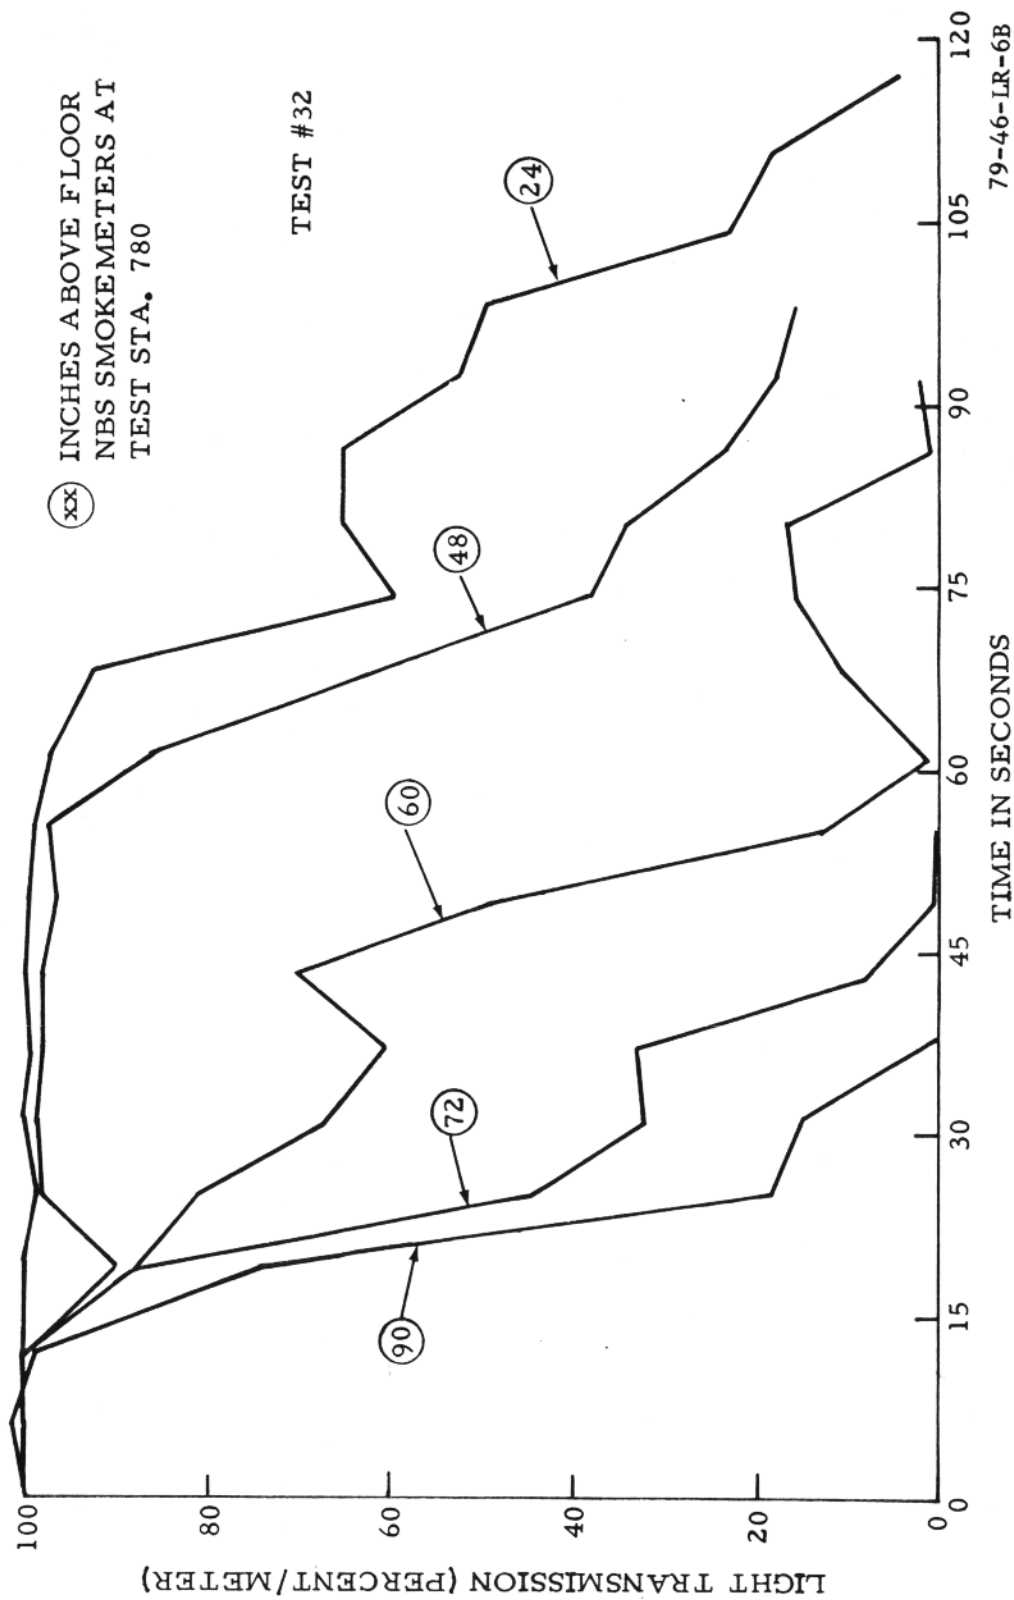 xx INCHES ABOVE FLOOR
NBS SMOKEMETERS AT
TEST STA. 780
TEST #32
24
48
60
72
90
100
80
60
40
20
0
LIGHT TRANSMISSION (PERCENT/METER)
15
30
45
60
75
90
105
120
TIME IN SECONDS
79-46-LR-6B